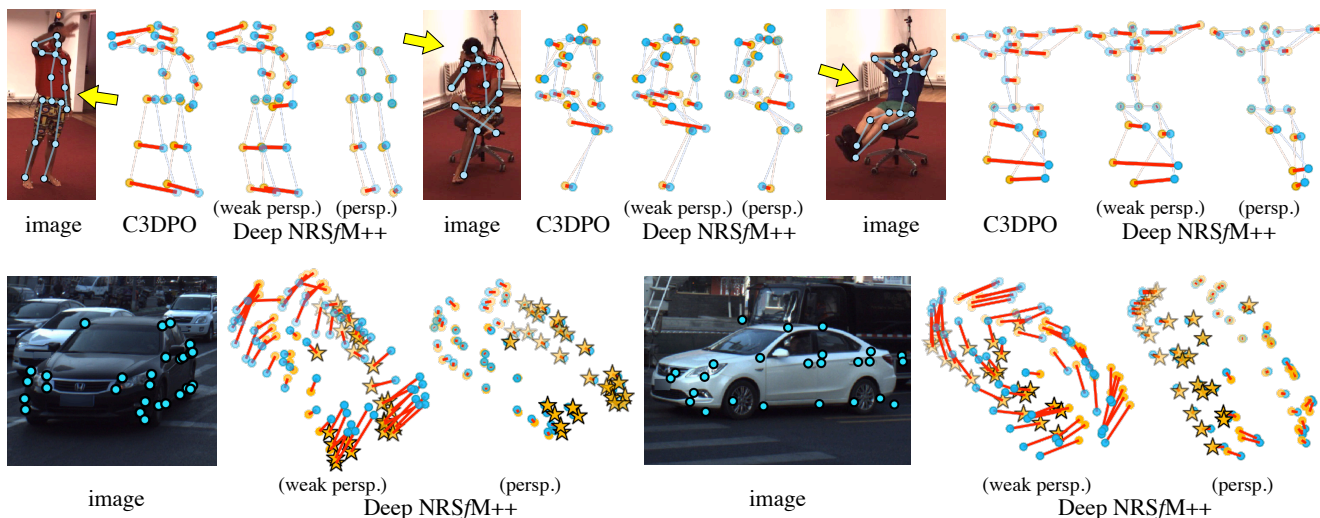 image C3DPO (weak persp.) (persp.) image C3DPO (weak persp.) (persp.) image C3DPO (weak persp.) (persp.)
Deep NRSfM++ Deep NRSfM++ Deep NRSfM++
image (weak persp.) (persp.) image (weak persp.) (persp.)
Deep NRSfM++ Deep NRSfM++